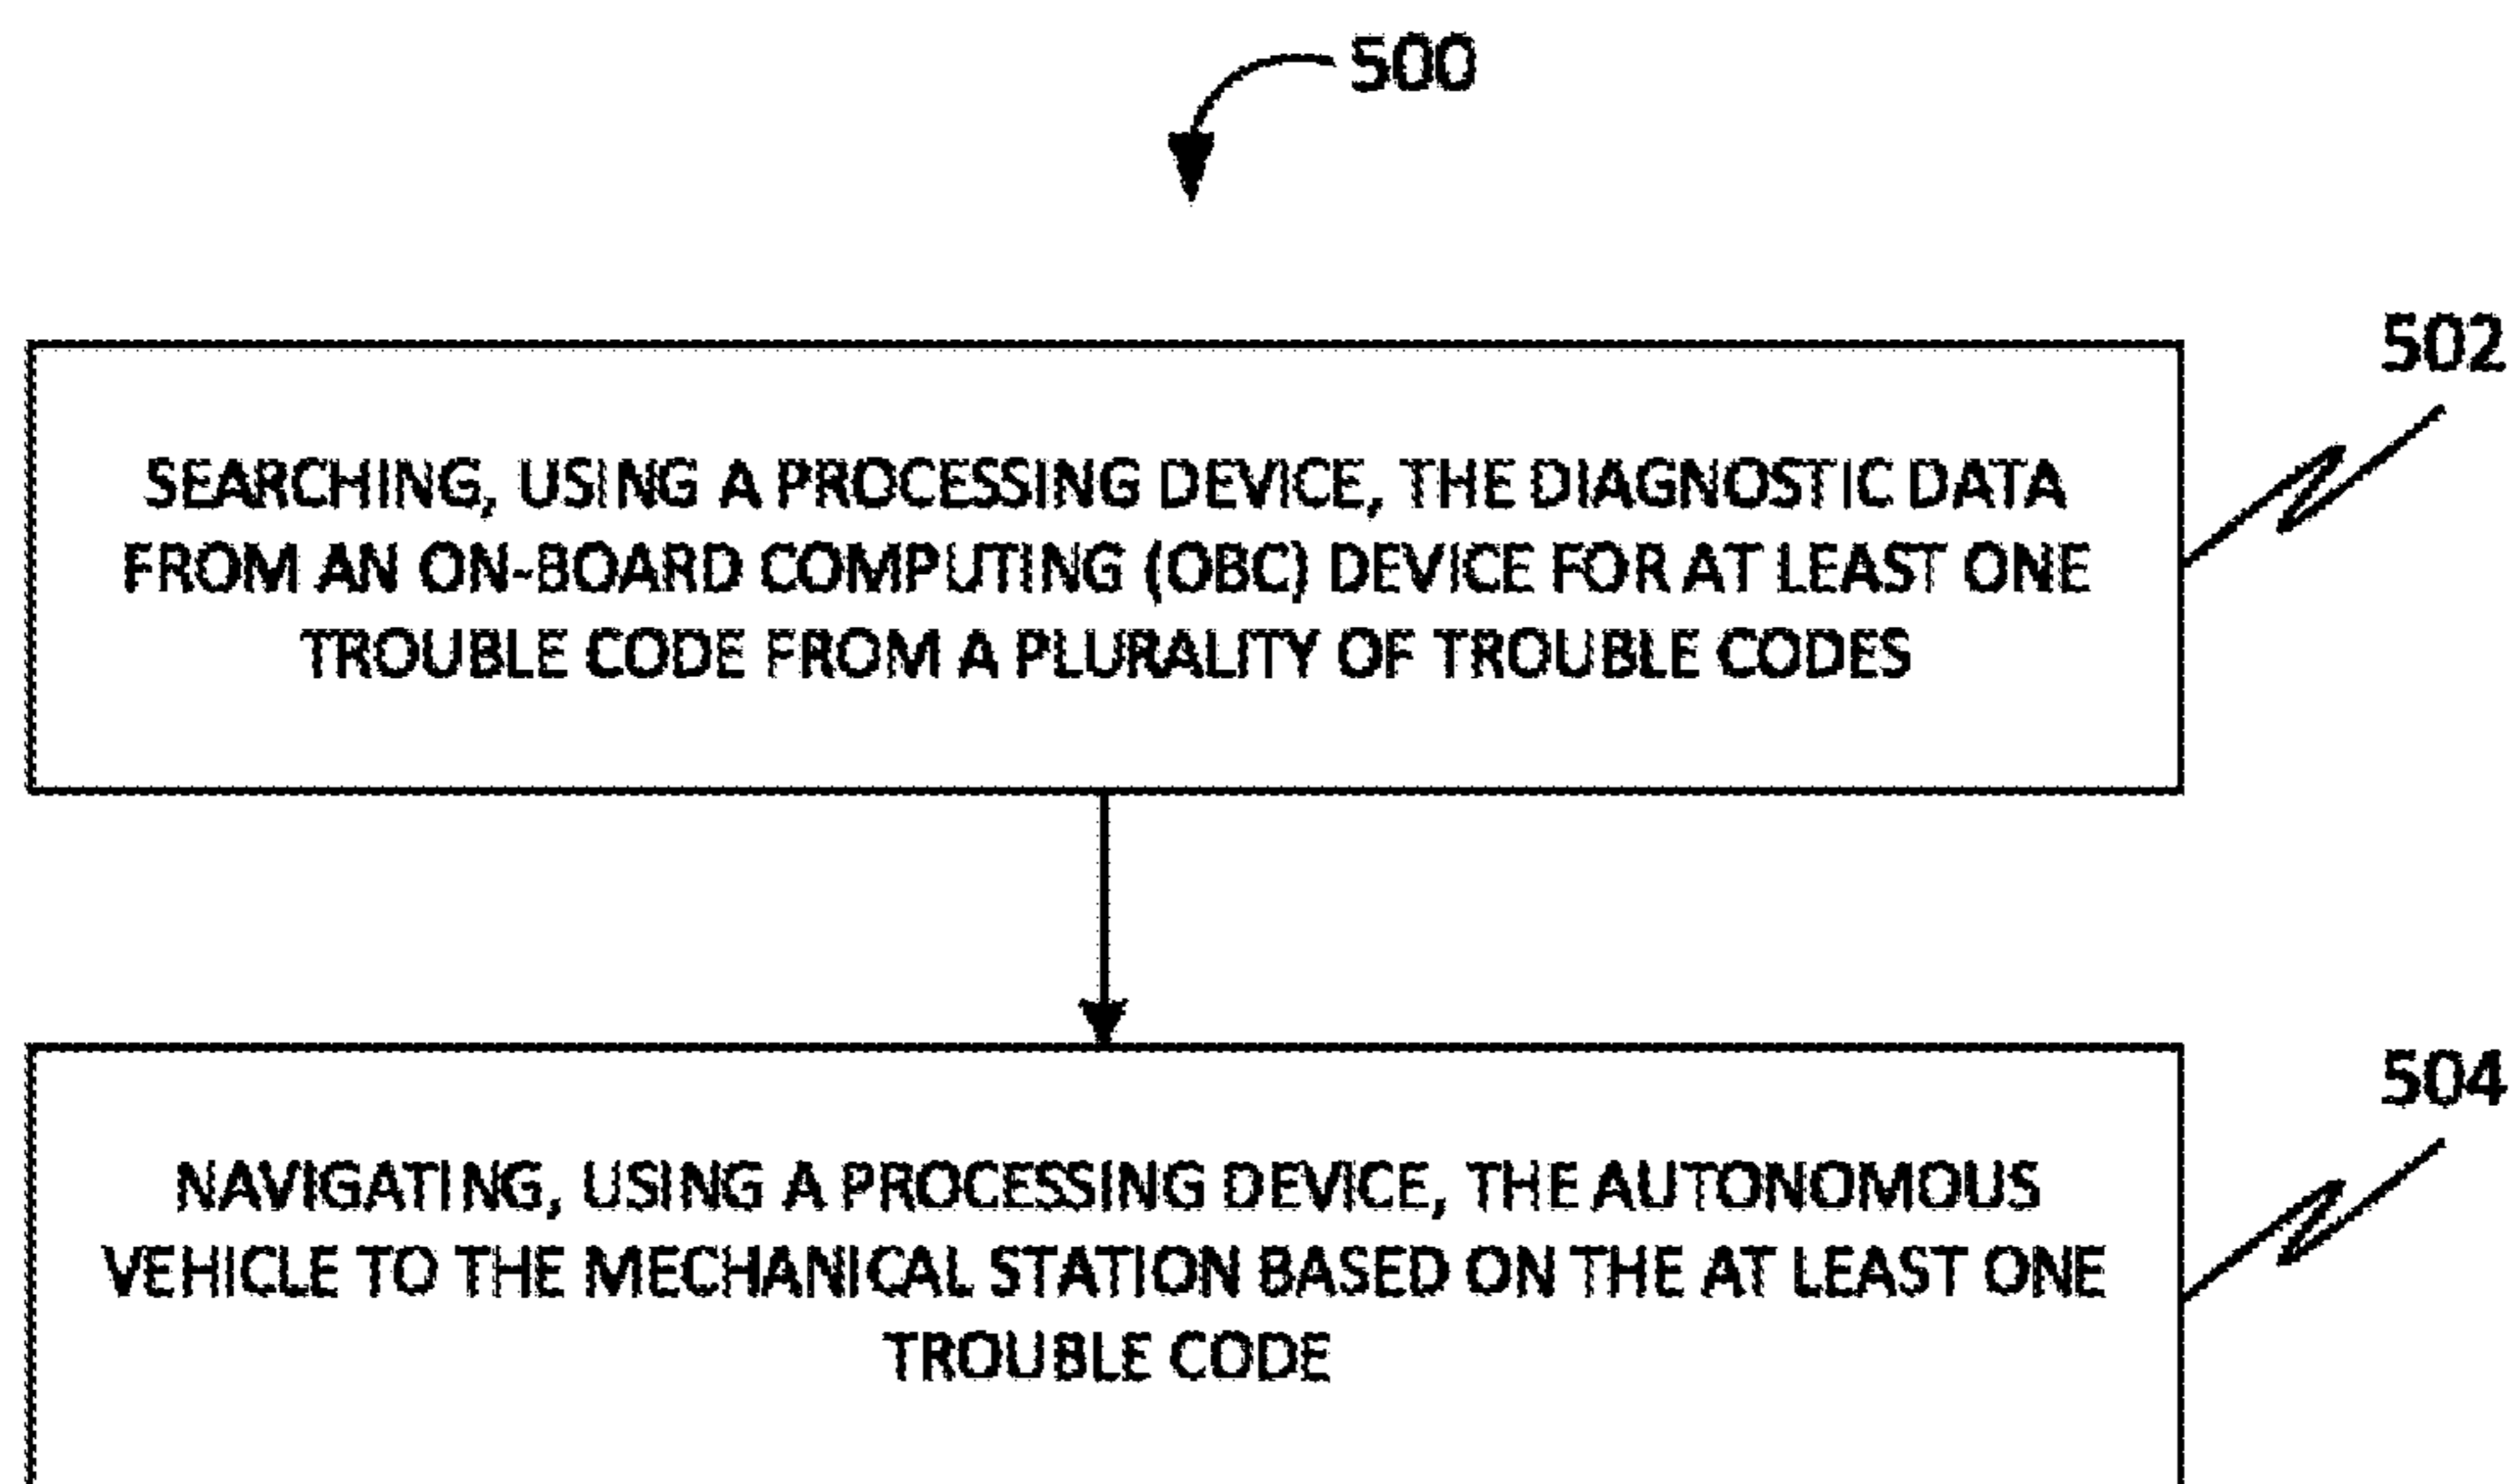 500
502
SEARCHING, USING A PROCESSING DEVICE, THE DIAGNOSTIC DATA
FROM AN ON-BOARD COMPUTING (OBC) DEVICE FOR AT LEAST ONE
TROUBLE CODE FROM A PLURALITY OF TROUBLE CODES
504
NAVIGATING, USING A PROCESSING DEVICE, THE AUTONOMOUS
VEHICLE TO THE MECHANICAL STATION BASED ON THE AT LEAST ONE
TROUBLE CODE